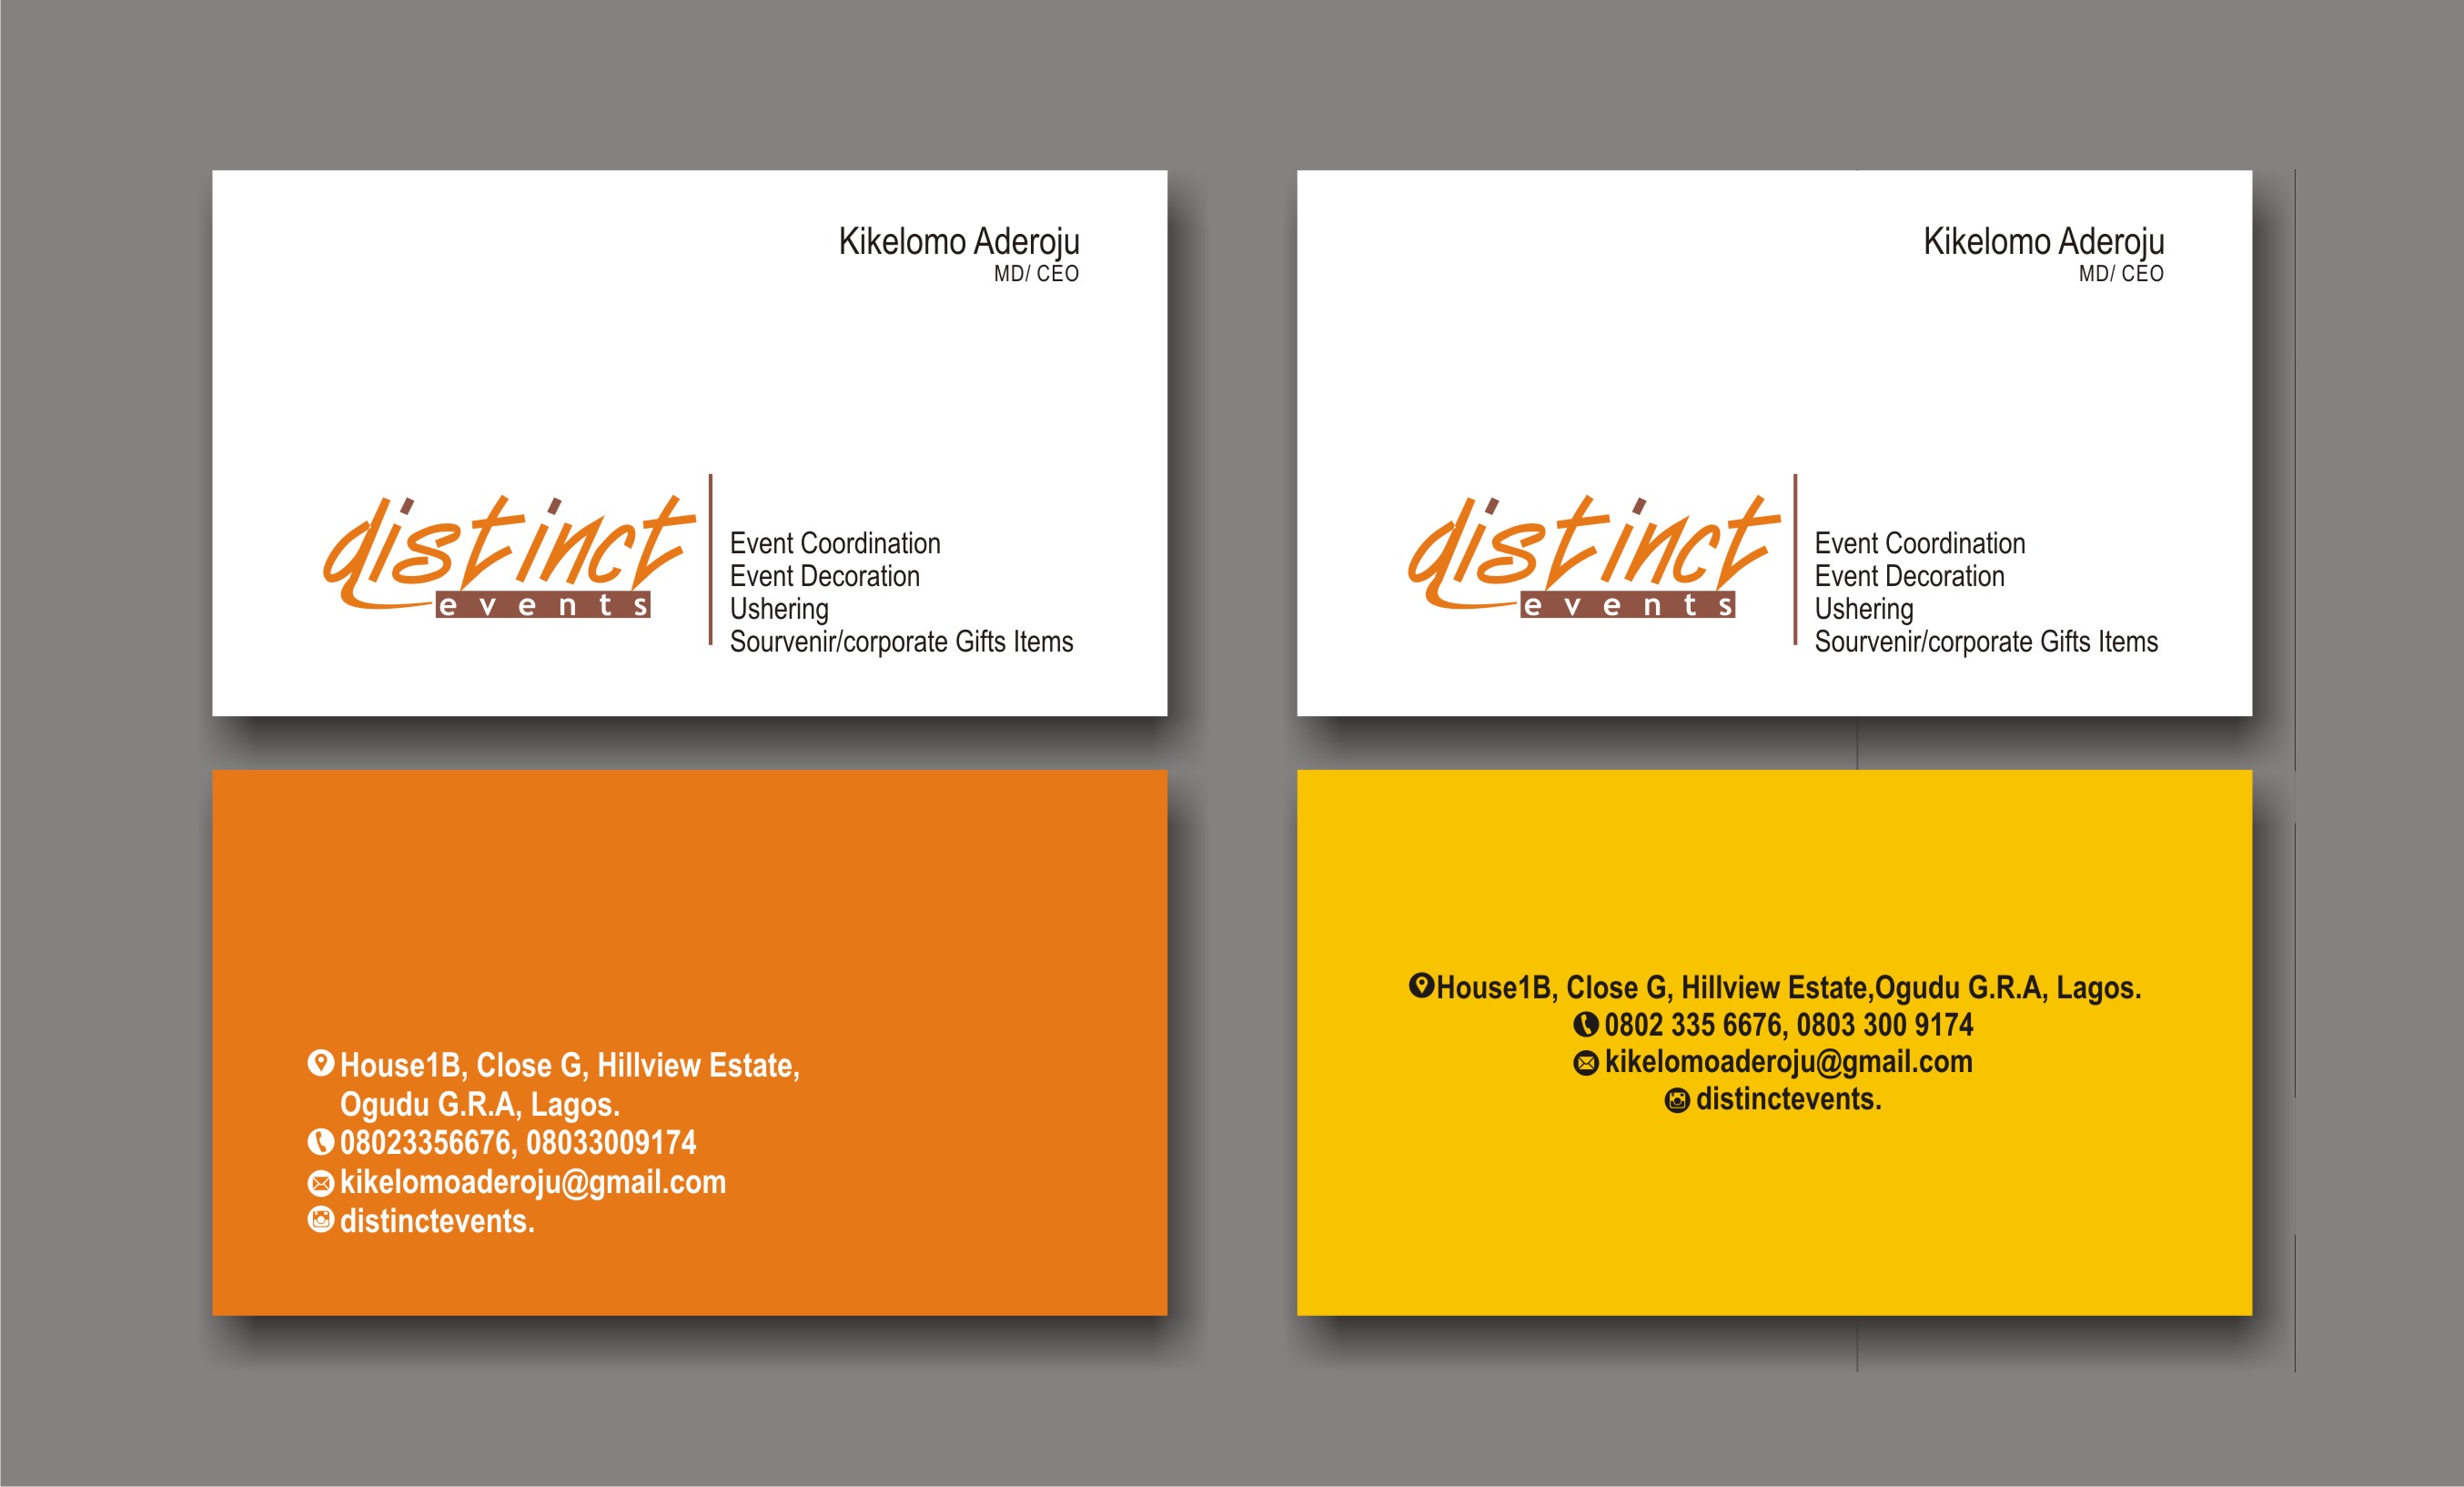 Kikelomo Aderoju
MD/ CEO
distinct
events
Event Coordination
Event Decoration
Ushering
Sourvenir/corporate Gifts Items
Kikelomo Aderoju
MD/ CEO
distinct
events
Event Coordination
Event Decoration
Ushering
Sourvenir/corporate Gifts Items
House1B, Close G, Hillview Estate,
Ogudu G.R.A, Lagos.
08023356676, 08033009174
kikelomoaderoju@gmail.com
distinctevents.
House1B, Close G, Hillview Estate,Ogudu G.R.A, Lagos.
0802 335 6676, 0803 300 9174
kikelomoaderoju@gmail.com
distinctevents.